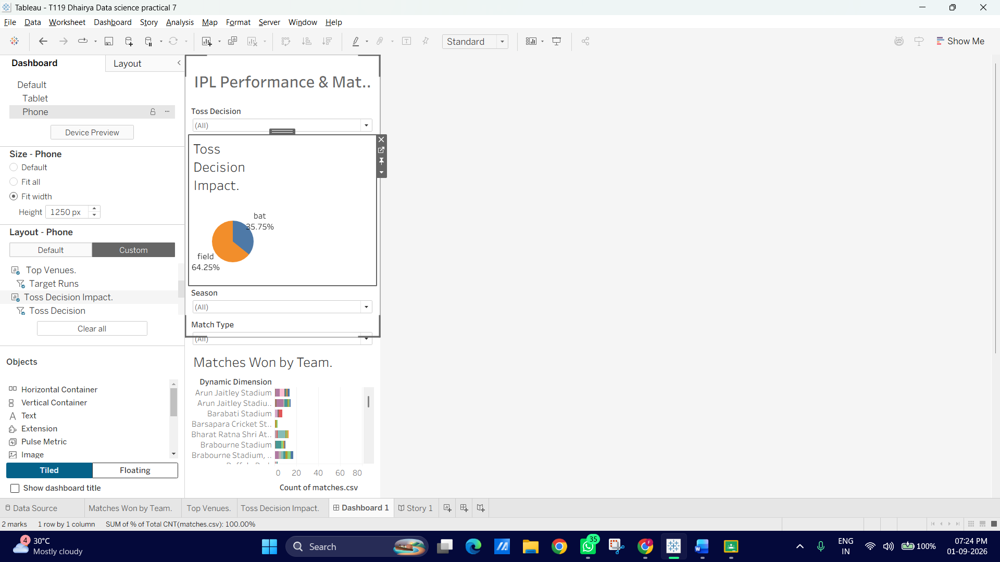 Tableau - T119 Dhairya Data science practical 7
File Data Worksheet Dashboard Story Analysis Map Format Server Window Help
Standard
Show Me
Dashboard
Layout
Default
Tablet
Phone
Device Preview
Size - Phone
Default
Fit all
Fit width
Height 1250 px
Layout - Phone
Default Custom
Top Venues.
Target Runs
Toss Decision Impact.
Toss Decision
Clear all
Objects
Horizontal Container
Vertical Container
Text
Extension
Pulse Metric
Image
Tiled Floating
Show dashboard title
IPL Performance & Mat..
Toss Decision
(All)
Toss
Decision
Impact.
bat
35.75%
field
64.25%
Season
(All)
Match Type
(All)
Matches Won by Team.
Dynamic Dimension
Arun Jaitley Stadium
Arun Jaitley Stadiu..
Barabati Stadium
Barsapara Cricket St..
Bharat Ratna Shri At..
Brabourne Stadium
Brabourne Stadium, ..
0 20 40 60 80
Count of matches.csv
Data Source Matches Won by Team. Top Venues. Toss Decision Impact. Dashboard 1 Story 1
2 marks 1 row by 1 column SUM of % of Total CNT(matches.csv): 100.00%
4
30°C
Mostly cloudy
Search
35
F
W
ENG
IN
100%
07:24 PM
01-09-2026